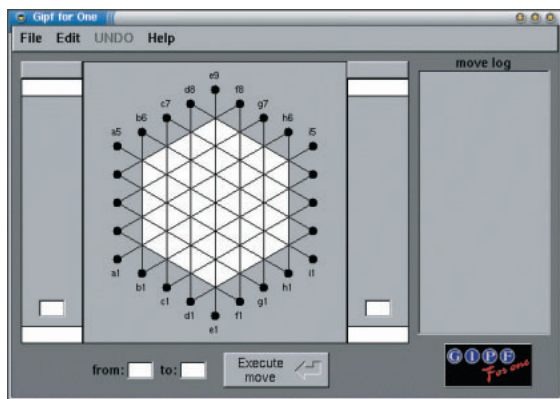 Gipf for One
File Edit UNDO Help
move log
e9
d8 f8
c7 g7
b6 h6
a5 i5
a1 i1
b1 h1
c1 g1
d1 f1
e1
from: to: Execute move
GIPF
For one